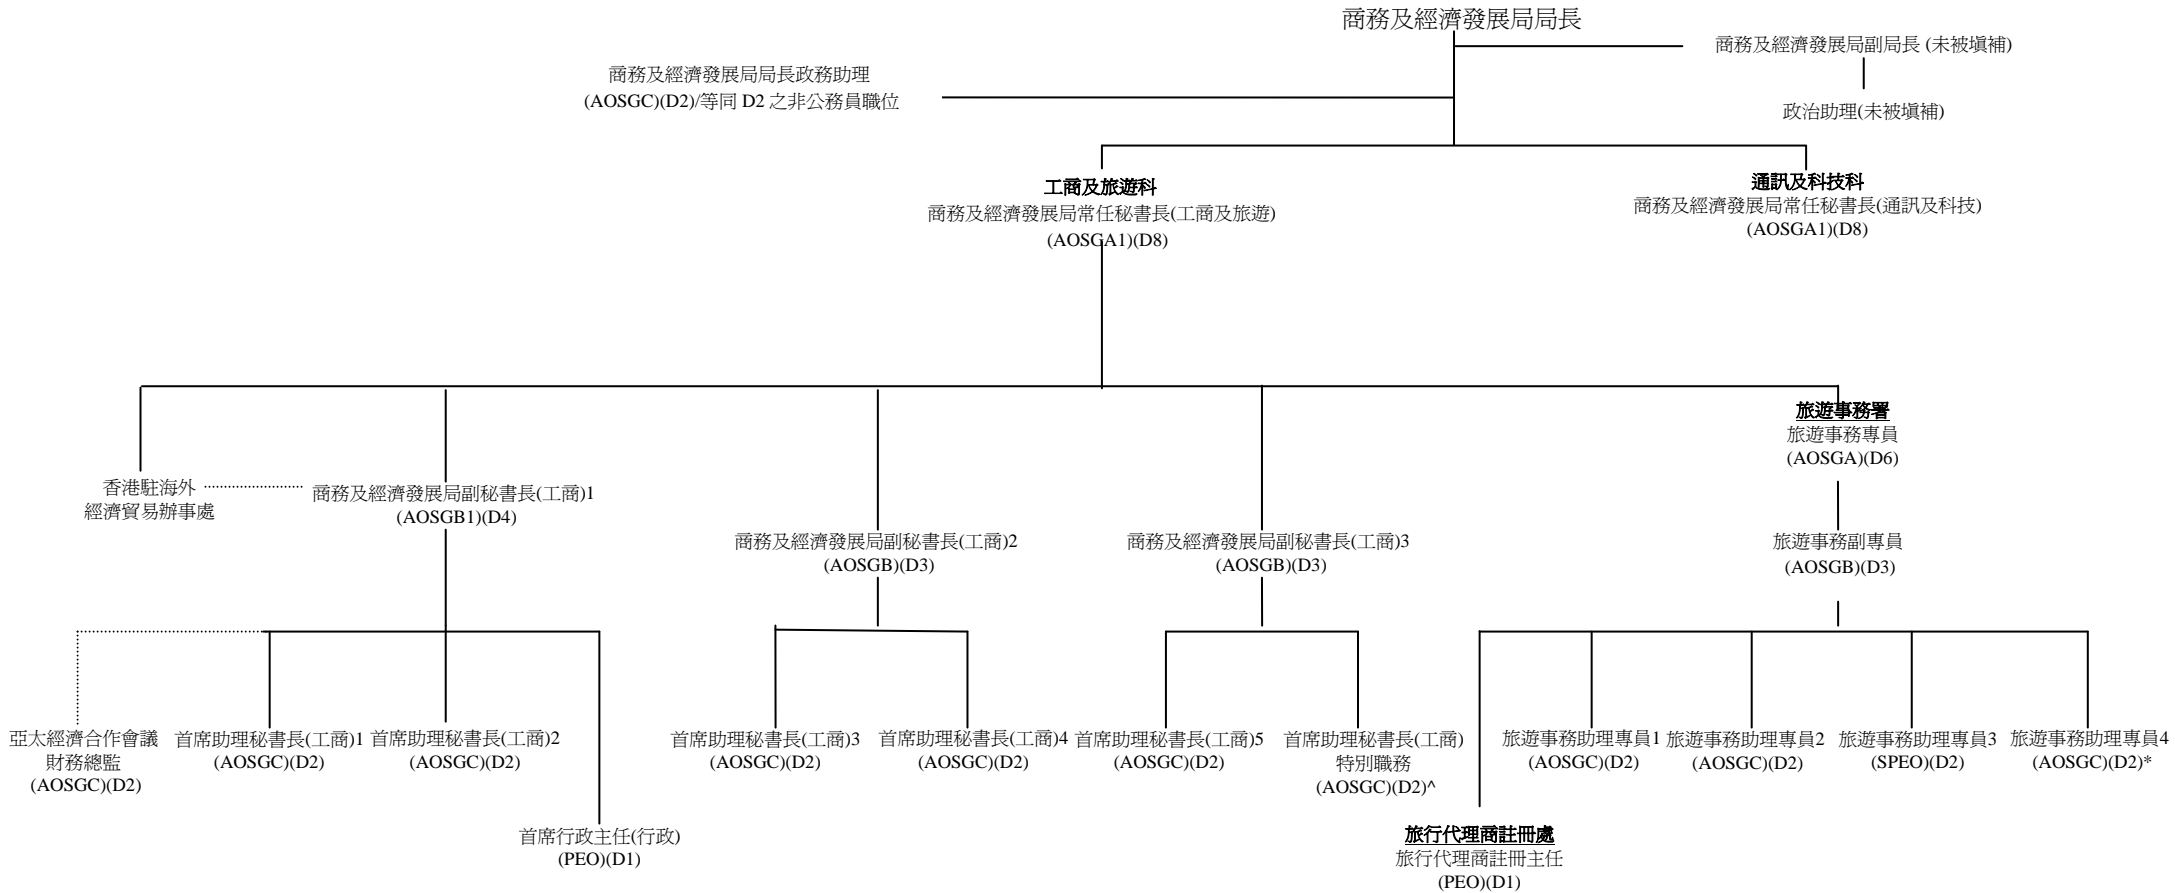 商務及經濟發展局局長
商務及經濟發展局副局長 (未被塡補)
政治助理(未被塡補)
商務及經濟發展局局長政務助理
(AOSGC)(D2)/等同 D2 之非公務員職位
工商及旅遊科
商務及經濟發展局常任秘書長(工商及旅遊)
(AOSGA1)(D8)
通訊及科技科
商務及經濟發展局常任秘書長(通訊及科技)
(AOSGA1)(D8)
香港駐海外
經濟貿易辦事處
商務及經濟發展局副秘書長(工商)1
(AOSGB1)(D4)
商務及經濟發展局副秘書長(工商)2
(AOSGB)(D3)
商務及經濟發展局副秘書長(工商)3
(AOSGB)(D3)
旅遊事務署
旅遊事務專員
(AOSGA)(D6)
旅遊事務副專員
(AOSGB)(D3)
亞太經濟合作會議
財務總監
(AOSGC)(D2)
首席助理秘書長(工商)1
(AOSGC)(D2)
首席助理秘書長(工商)2
(AOSGC)(D2)
首席行政主任(行政)
(PEO)(D1)
首席助理秘書長(工商)3
(AOSGC)(D2)
首席助理秘書長(工商)4
(AOSGC)(D2)
首席助理秘書長(工商)5
(AOSGC)(D2)
首席助理秘書長(工商)
特別職務
(AOSGC)(D2)^
旅行代理商註冊處
旅行代理商註冊主任
(PEO)(D1)
旅遊事務助理專員1
(AOSGC)(D2)
旅遊事務助理專員2
(AOSGC)(D2)
旅遊事務助理專員3
(SPEO)(D2)
旅遊事務助理專員4
(AOSGC)(D2)*